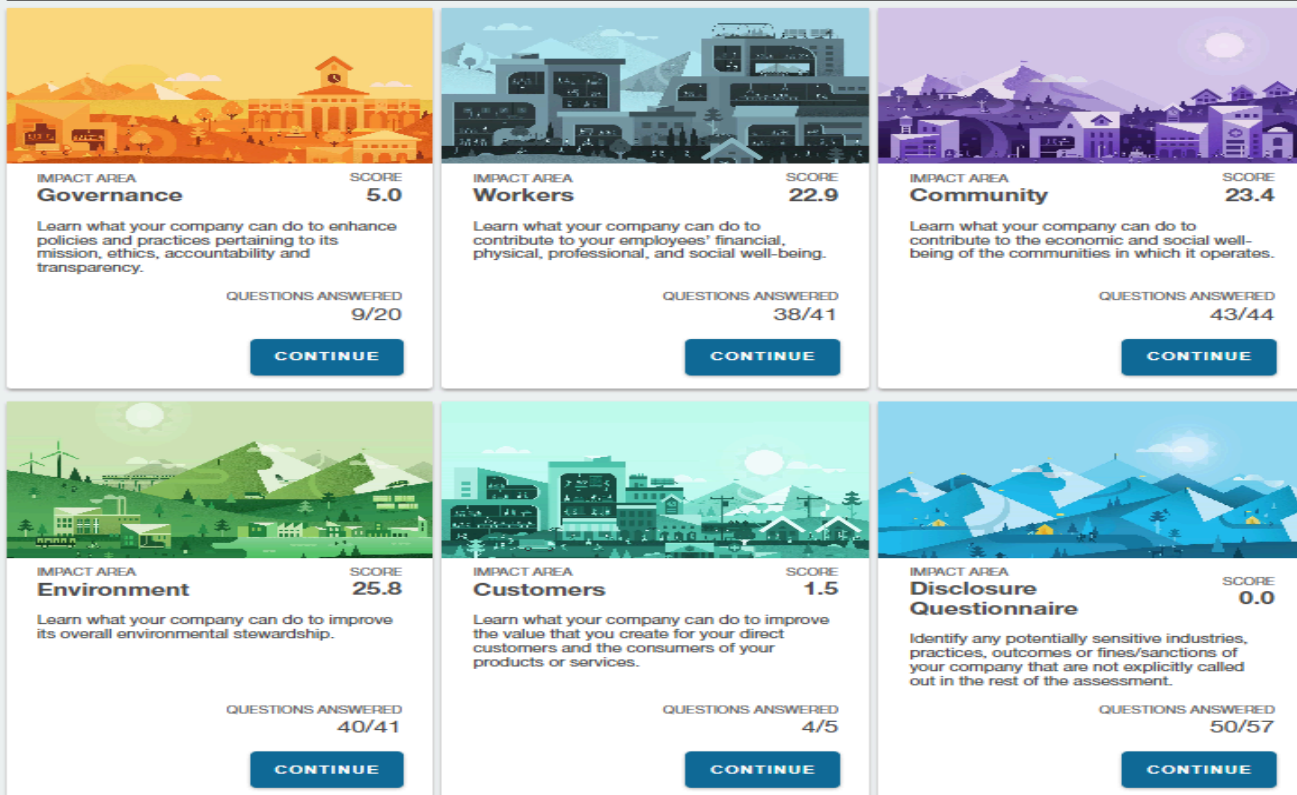 IMPACT AREA
SCORE
Governance
5.0
Learn what your company can do to enhance
policies and practices pertaining to its
mission, ethics, accountability and
transparency.
QUESTIONS ANSWERED
9/20
CONTINUE
IMPACT AREA
SCORE
Workers
22.9
Learn what your company can do to
contribute to your employees' financial,
physical, professional, and social well-being.
QUESTIONS ANSWERED
38/41
CONTINUE
IMPACT AREA
SCORE
Community
23.4
Learn what your company can do to
contribute to the economic and social well-
being of the communities in which it operates.
QUESTIONS ANSWERED
43/44
CONTINUE
IMPACT AREA
SCORE
Environment
25.8
Learn what your company can do to improve
its overall environmental stewardship.
QUESTIONS ANSWERED
40/41
CONTINUE
IMPACT AREA
SCORE
Customers
1.5
Learn what your company can do to improve
the value that you create for your direct
customers and the consumers of your
products or services.
QUESTIONS ANSWERED
4/5
CONTINUE
IMPACT AREA
Disclosure
Questionnaire
SCORE
0.0
Identify any potentially sensitive industries,
practices, outcomes or fines/sanctions of
your company that are not explicitly called
out in the rest of the assessment.
QUESTIONS ANSWERED
50/57
CONTINUE